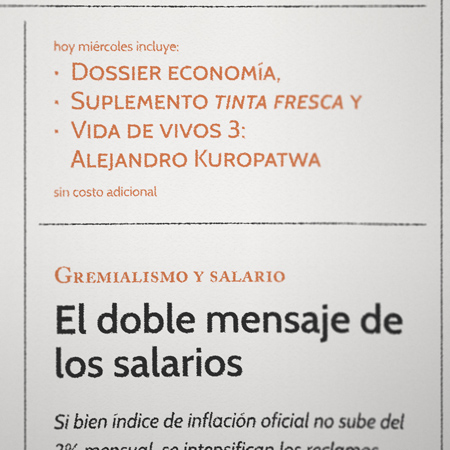 hoy miércoles incluye:
· DOSSIER ECONOMÍA,
· SUPLEMENTO TINTA FRESCA Y
· VIDA DE VIVOS 3:
ALEJANDRO KUROPATWA
sin costo adicional
GREMIALISMO Y SALARIO
El doble mensaje de
los salarios
Si bien índice de inflación oficial no sube del
2% mensual, se intensifican los reclamos